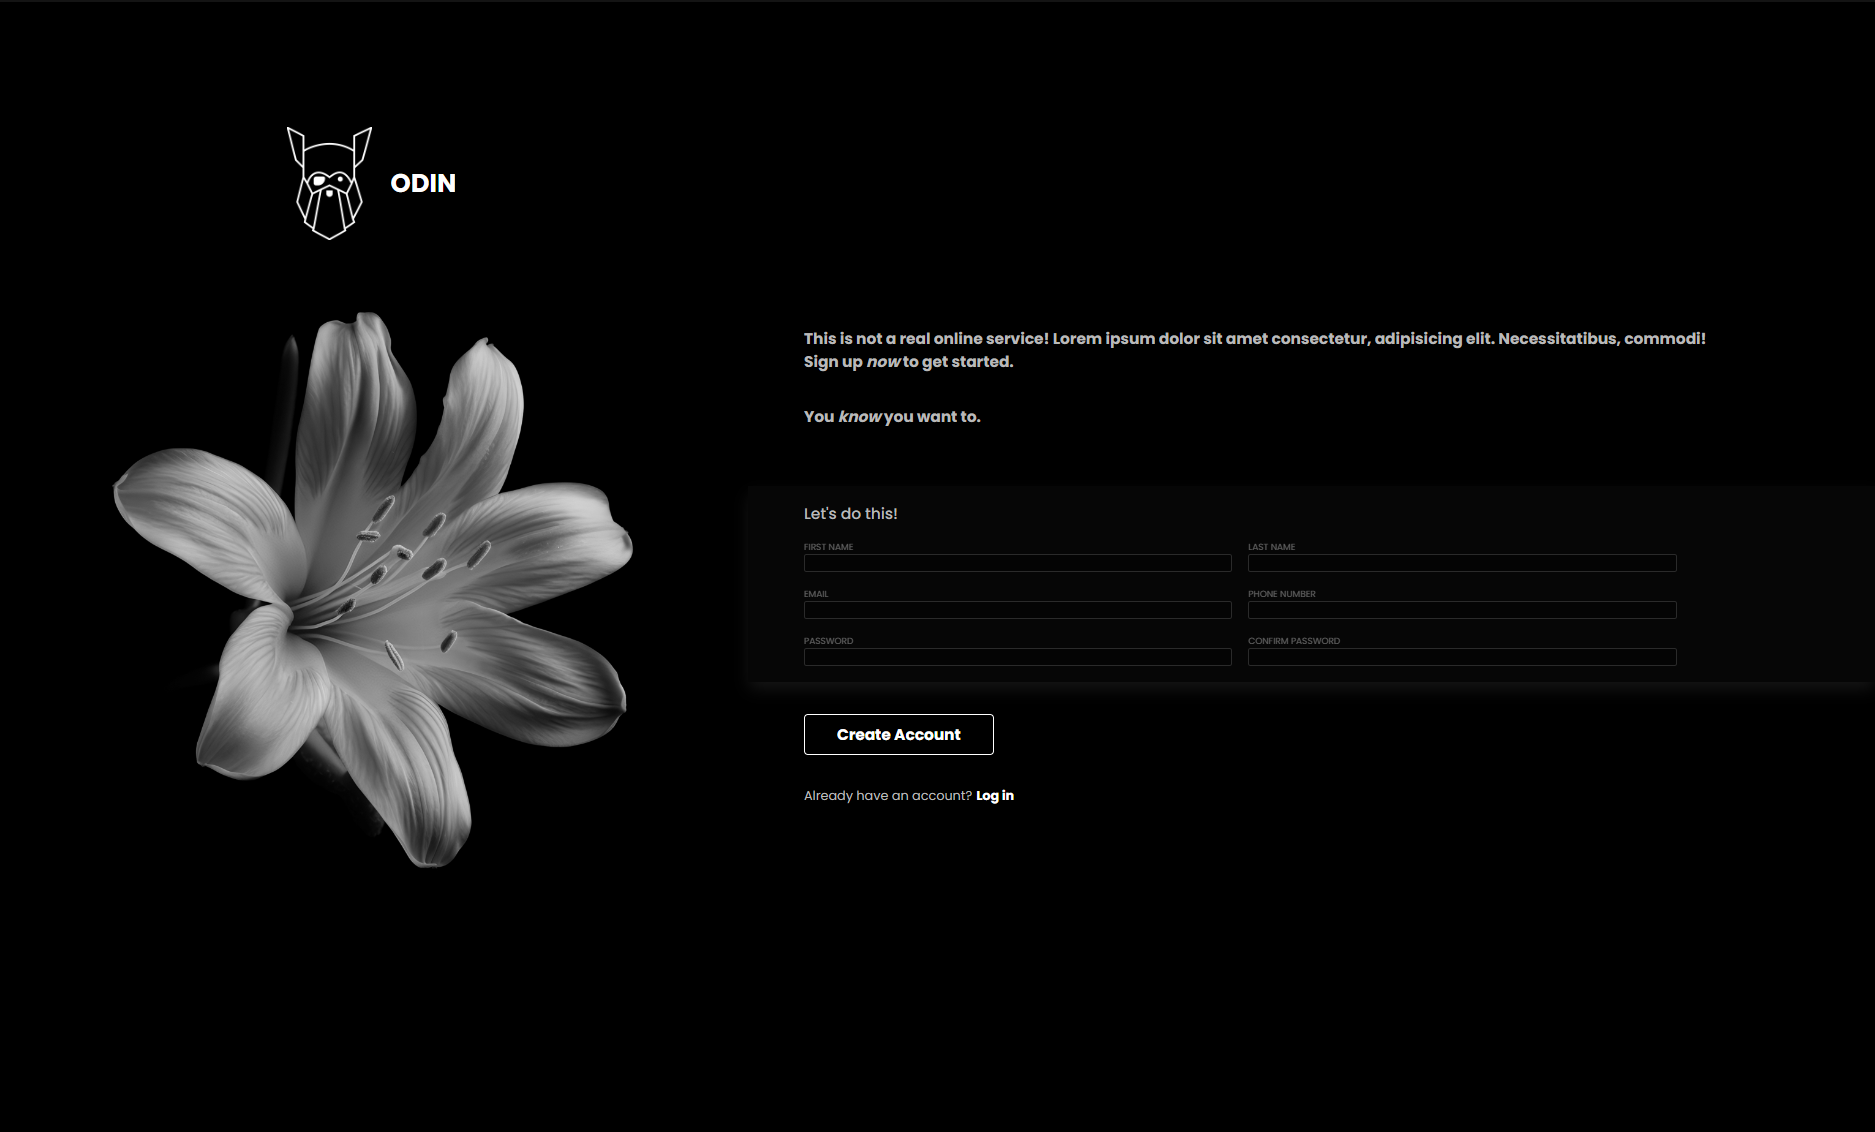 ODIN
This is not a real online service! Lorem ipsum dolor sit amet consectetur, adipisicing elit. Necessitatibus, commodi!
Sign up now to get started.
You know you want to.
Let's do this!
FIRST NAME
LAST NAME
EMAIL
PHONE NUMBER
PASSWORD
CONFIRM PASSWORD
Create Account
Already have an account? Log in